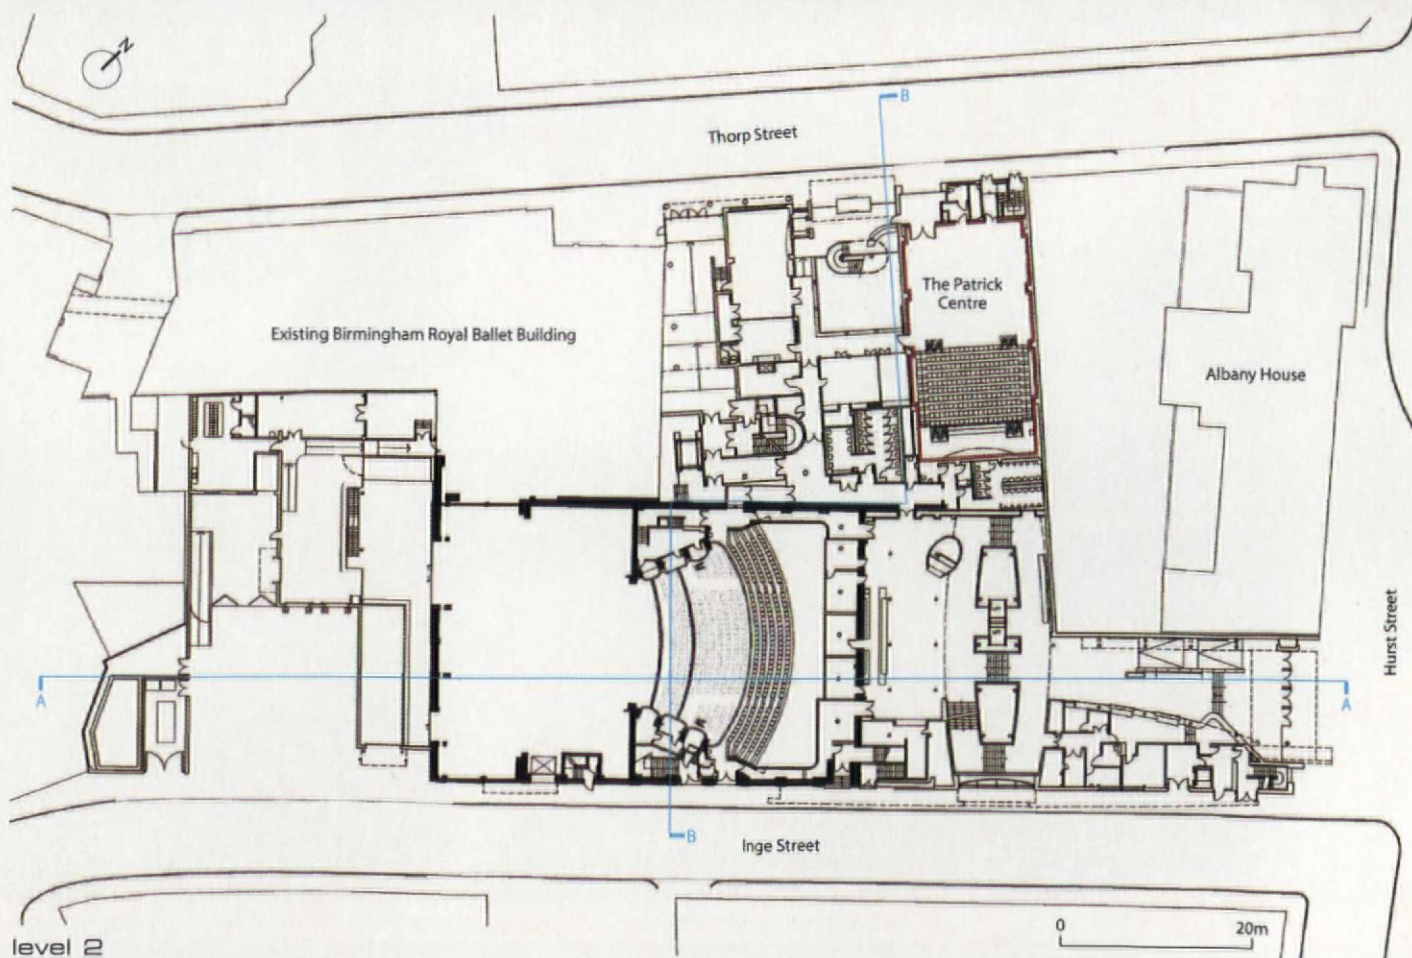 N
B
Thorp Street
The Patrick
Centre
Existing Birmingham Royal Ballet Building
Albany House
Hurst Street
A
A
B
Inge Street
0 20m
level 2